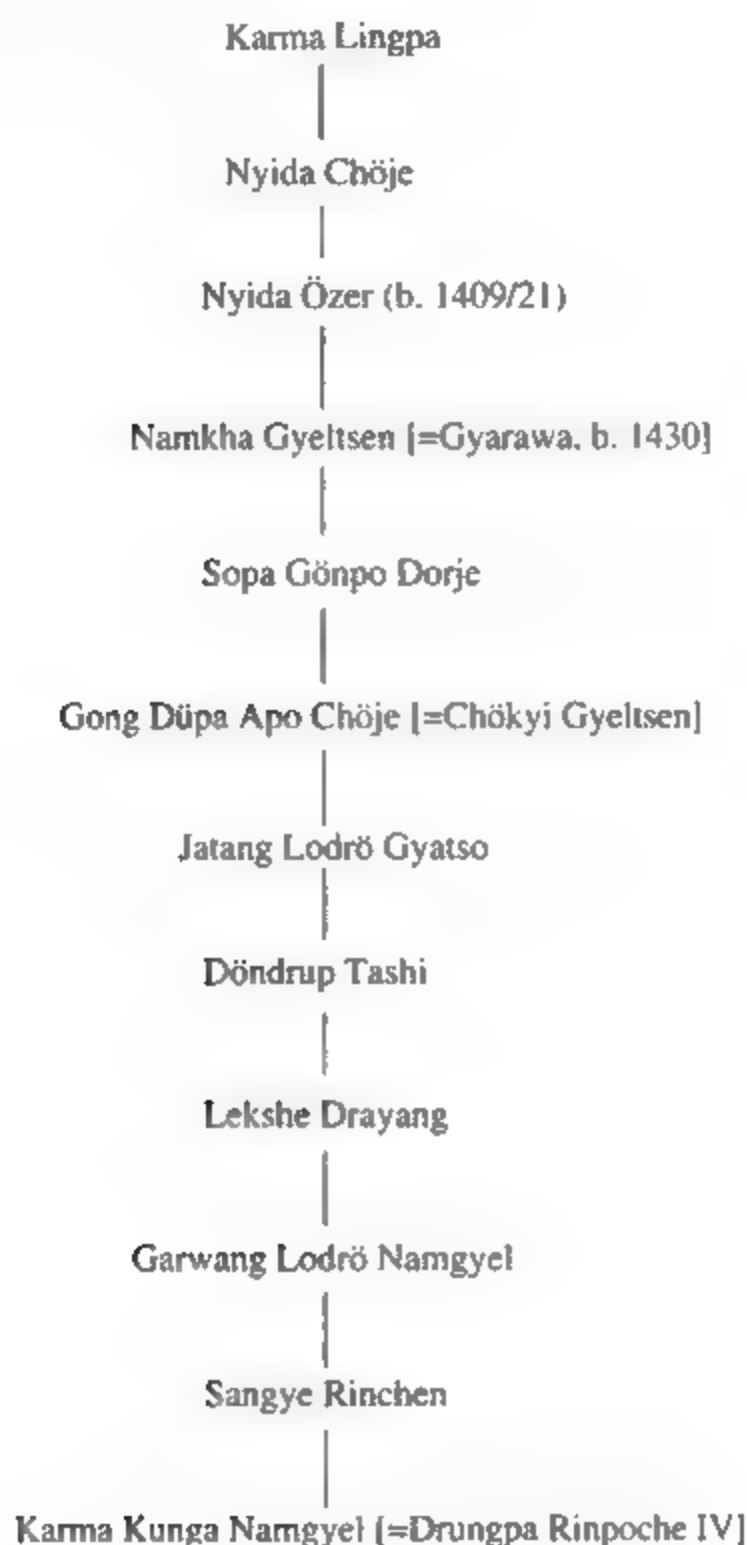 Karma Lingpa
Nyida Chöje
Nyida Özer (b. 1409/21)
Namkha Gyeltsen [=Gyarawa, b. 1430]
Sopa Gönpo Dorje
Gong Düpa Apo Chöje [=Chökyi Gyeltsen]
Jatang Lodrö Gyatso
Döndrup Tashi
Lekshe Drayang
Garwang Lodrö Namgyel
Sangye Rinchen
Karma Kunga Namgyel [=Drungpa Rinpoche IV]